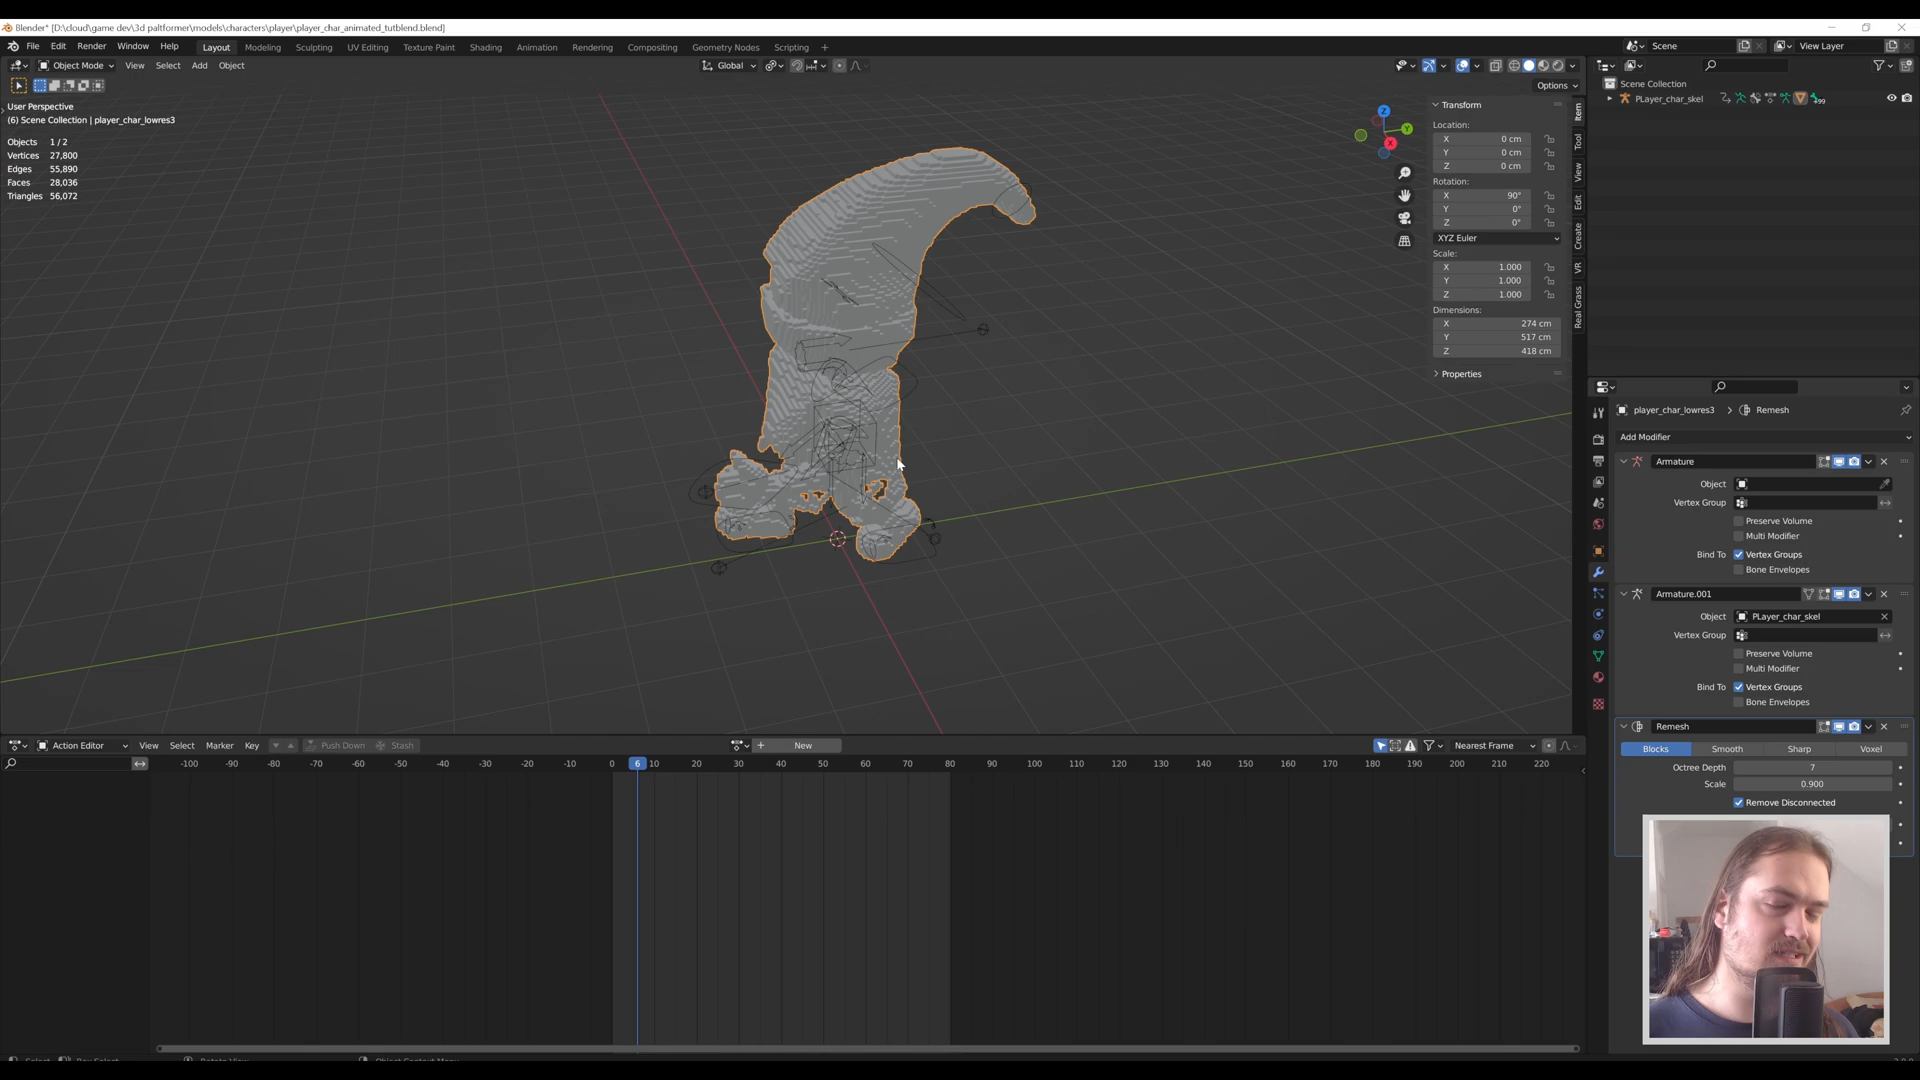 Blender* [D:\cloud\game dev\3d paltformer\models\characters\player\player_char_animated_tutblend.blend]
File Edit Render Window Help Layout Modeling Sculpting UV Editing Texture Paint Shading Animation Rendering Compositing Geometry Nodes Scripting + Scene View Layer
Object Mode View Select Add Object Global
Options
User Perspective
(6) Scene Collection | player_char_lowres3
Objects 1 / 2
Vertices 27,800
Edges 55,890
Faces 28,036
Triangles 56,072
Z
Y
X
Transform
Location:
X 0 cm
Y 0 cm
Z 0 cm
Rotation:
X 90°
Y 0°
Z 0°
XYZ Euler
Scale:
X 1.000
Y 1.000
Z 1.000
Dimensions:
X 274 cm
Y 517 cm
Z 418 cm
Properties
Item
Tool
View
Edit
Create
VR
Real Grass
Scene Collection
PLayer_char_skel 99
player_char_lowres3 > Remesh
Add Modifier
Armature
Object
Vertex Group
Preserve Volume
Multi Modifier
Bind To Vertex Groups
Bone Envelopes
Armature.001
Object PLayer_char_skel
Vertex Group
Preserve Volume
Multi Modifier
Bind To Vertex Groups
Bone Envelopes
Remesh
Blocks Smooth Sharp Voxel
Octree Depth 7
Scale 0.900
Remove Disconnected
Action Editor View Select Marker Key Push Down Stash + New Nearest Frame
-100 -90 -80 -70 -60 -50 -40 -30 -20 -10 0 6 10 20 30 40 50 60 70 80 90 100 110 120 130 140 150 160 170 180 190 200 210 220